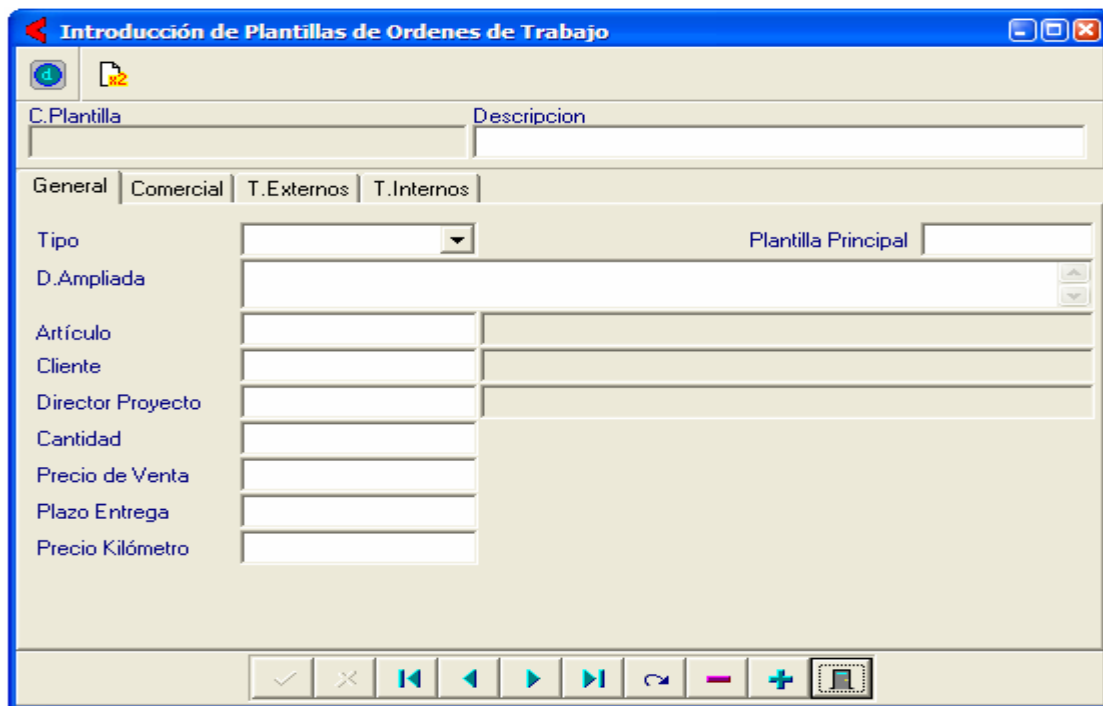 Introducción de Plantillas de Ordenes de Trabajo
d x2
C.Plantilla Descripcion
General Comercial T.Externos T.Internos
Tipo Plantilla Principal
D.Ampliada
Artículo
Cliente
Director Proyecto
Cantidad
Precio de Venta
Plazo Entrega
Precio Kilómetro